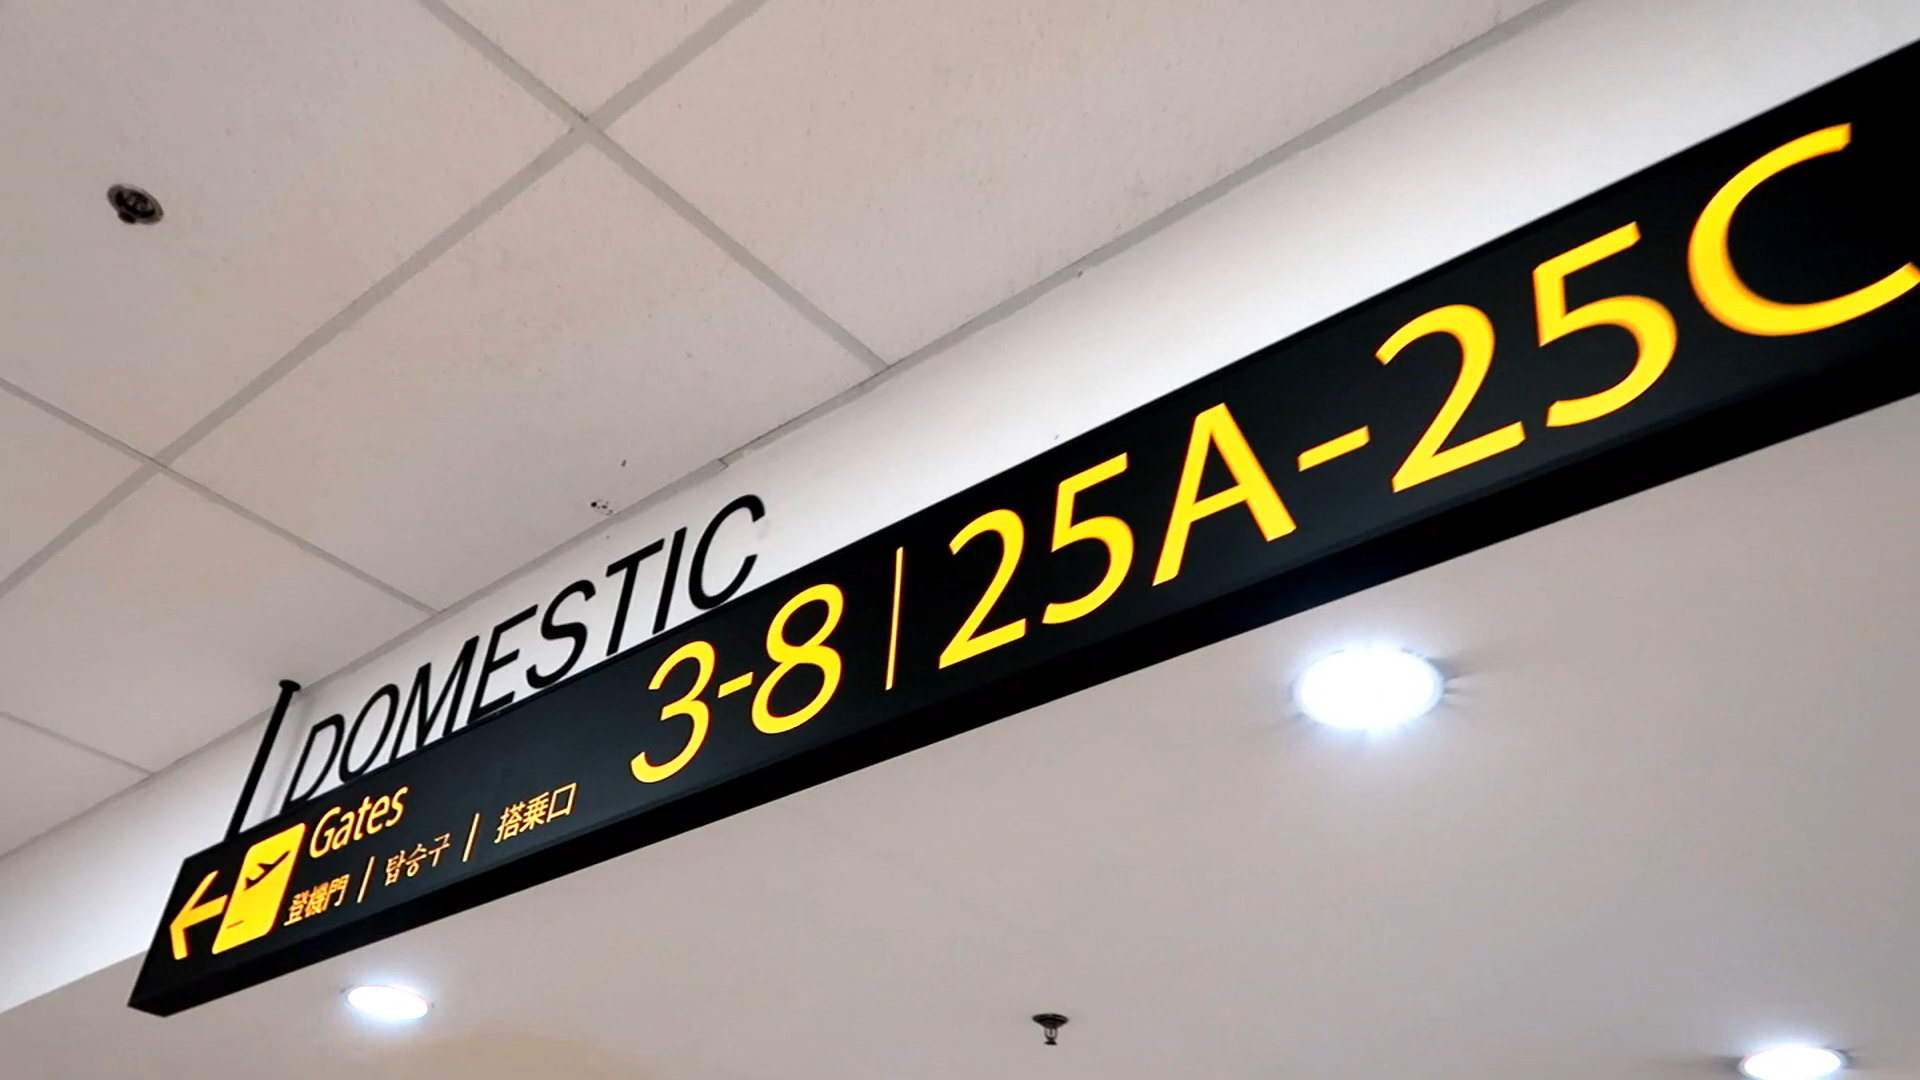 DOMESTIC
Gates
登機門 / 탑승구 / 搭乗口
3-8 | 25A-25C